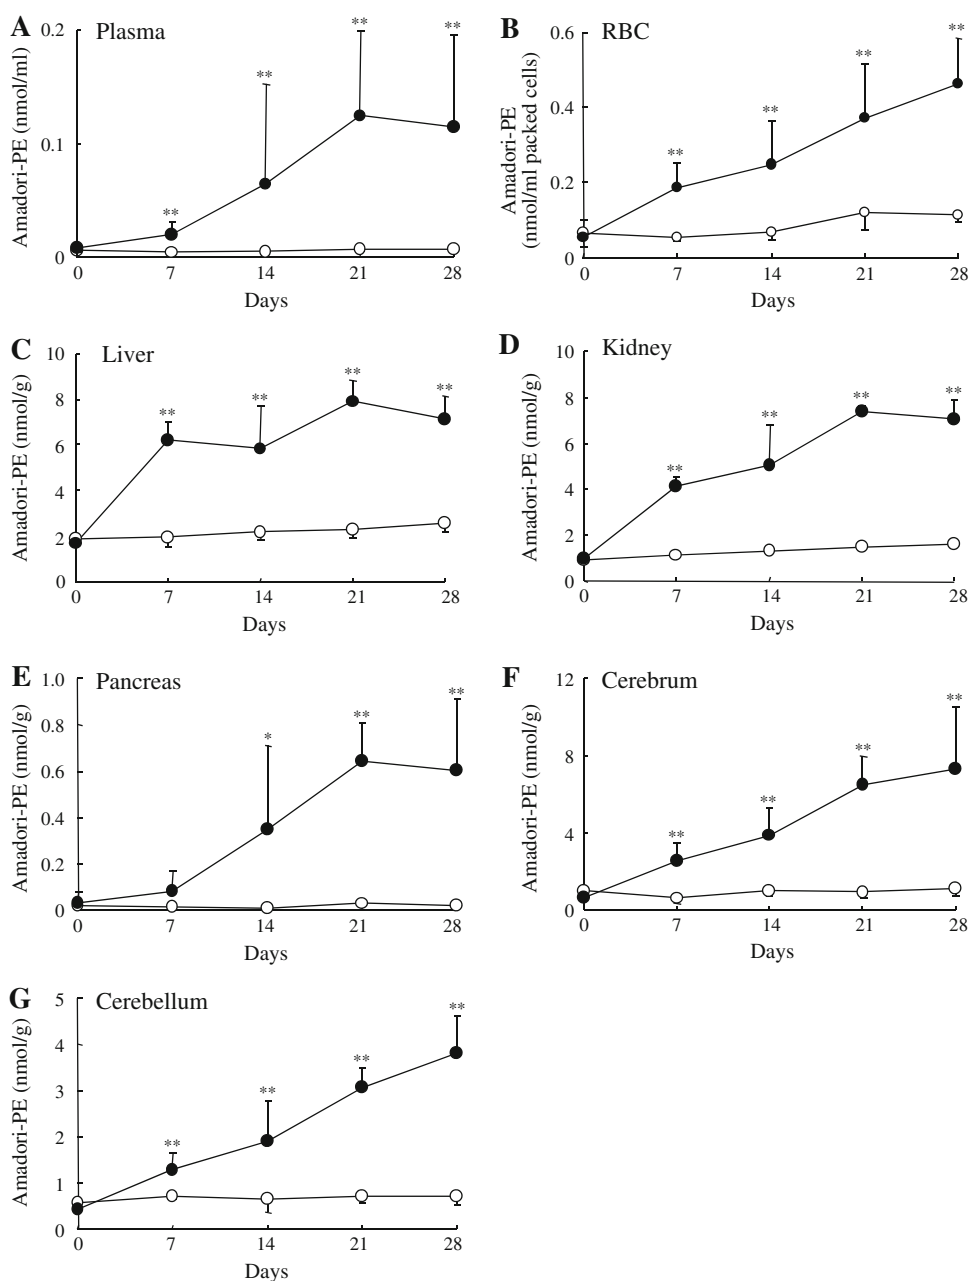 A Plasma
Amadori-PE (nmol/ml)
0.2
0.1
0
** ** ** **
0 7 14 21 28
Days
B RBC
Amadori-PE
(nmol/ml packed cells)
0.6
0.4
0.2
0
** ** ** **
0 7 14 21 28
Days
C Liver
Amadori-PE (nmol/g)
10
8
6
4
2
0
** ** ** **
0 7 14 21 28
Days
D Kidney
Amadori-PE (nmol/g)
10
8
6
4
2
0
** ** ** **
0 7 14 21 28
Days
E Pancreas
Amadori-PE (nmol/g)
1.0
0.8
0.6
0.4
0.2
0
* ** **
0 7 14 21 28
Days
F Cerebrum
Amadori-PE (nmol/g)
12
8
4
0
** ** ** **
0 7 14 21 28
Days
G Cerebellum
Amadori-PE (nmol/g)
5
4
3
2
1
0
** ** ** **
0 7 14 21 28
Days